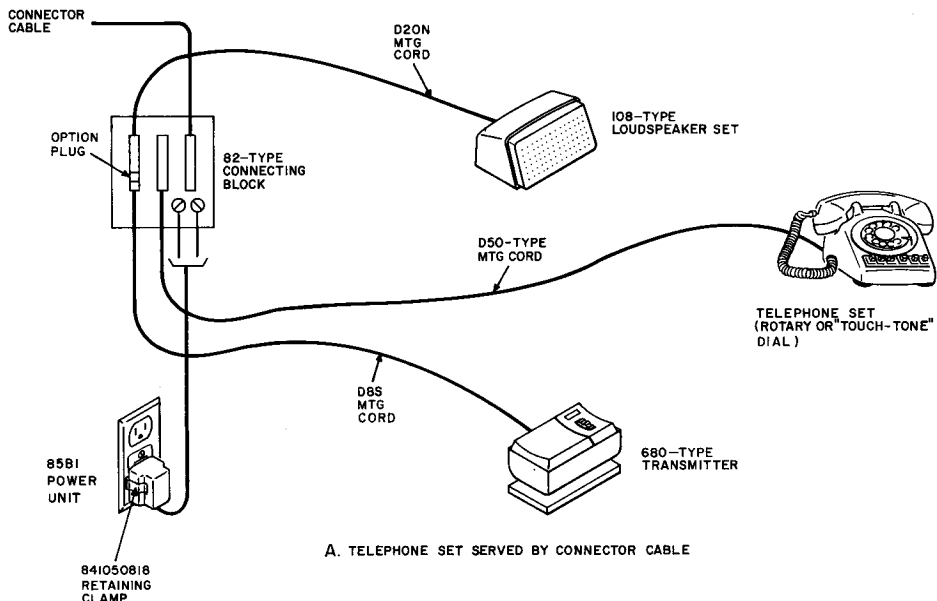 CONNECTOR
CABLE
D20N
MTG
CORD
108-TYPE
LOUDSPEAKER SET
OPTION
PLUG
82-TYPE
CONNECTING
BLOCK
D50-TYPE
MTG CORD
TELEPHONE SET
(ROTARY OR "TOUCH-TONE"
DIAL)
D8S
MTG
CORD
85B1
POWER
UNIT
680-TYPE
TRANSMITTER
A. TELEPHONE SET SERVED BY CONNECTOR CABLE
841050818
RETAINING
CLAMP